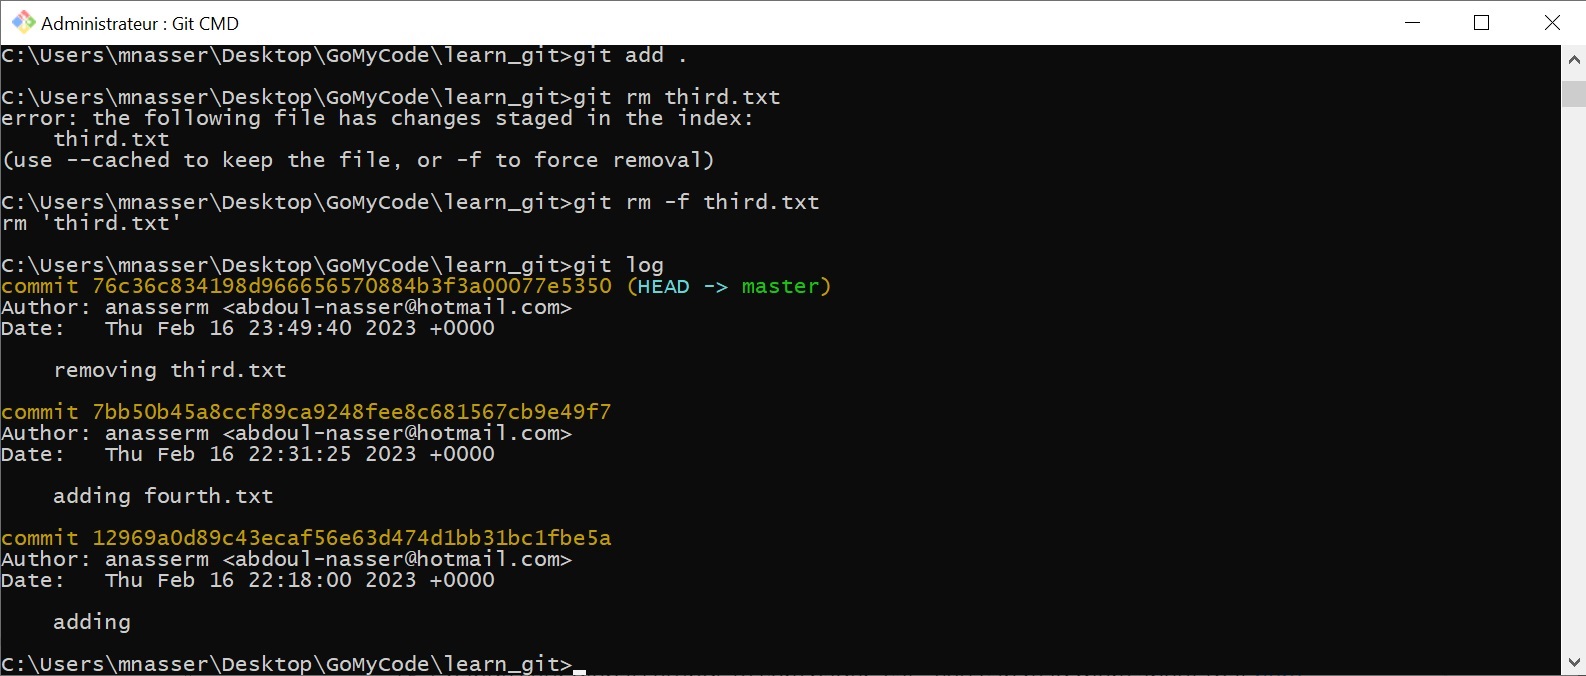 Administrateur : Git CMD
C:\Users\mnasser\Desktop\GoMyCode\learn_git>git add .
C:\Users\mnasser\Desktop\GoMyCode\learn_git>git rm third.txt
error: the following file has changes staged in the index:
    third.txt
(use --cached to keep the file, or -f to force removal)
C:\Users\mnasser\Desktop\GoMyCode\learn_git>git rm -f third.txt
rm 'third.txt'
C:\Users\mnasser\Desktop\GoMyCode\learn_git>git log
commit 76c36c834198d966656570884b3f3a00077e5350 (HEAD -> master)
Author: anasserm <abdoul-nasser@hotmail.com>
Date:   Thu Feb 16 23:49:40 2023 +0000
    removing third.txt
commit 7bb50b45a8ccf89ca9248fee8c681567cb9e49f7
Author: anasserm <abdoul-nasser@hotmail.com>
Date:   Thu Feb 16 22:31:25 2023 +0000
    adding fourth.txt
commit 12969a0d89c43ecaf56e63d474d1bb31bc1fbe5a
Author: anasserm <abdoul-nasser@hotmail.com>
Date:   Thu Feb 16 22:18:00 2023 +0000
    adding
C:\Users\mnasser\Desktop\GoMyCode\learn_git>